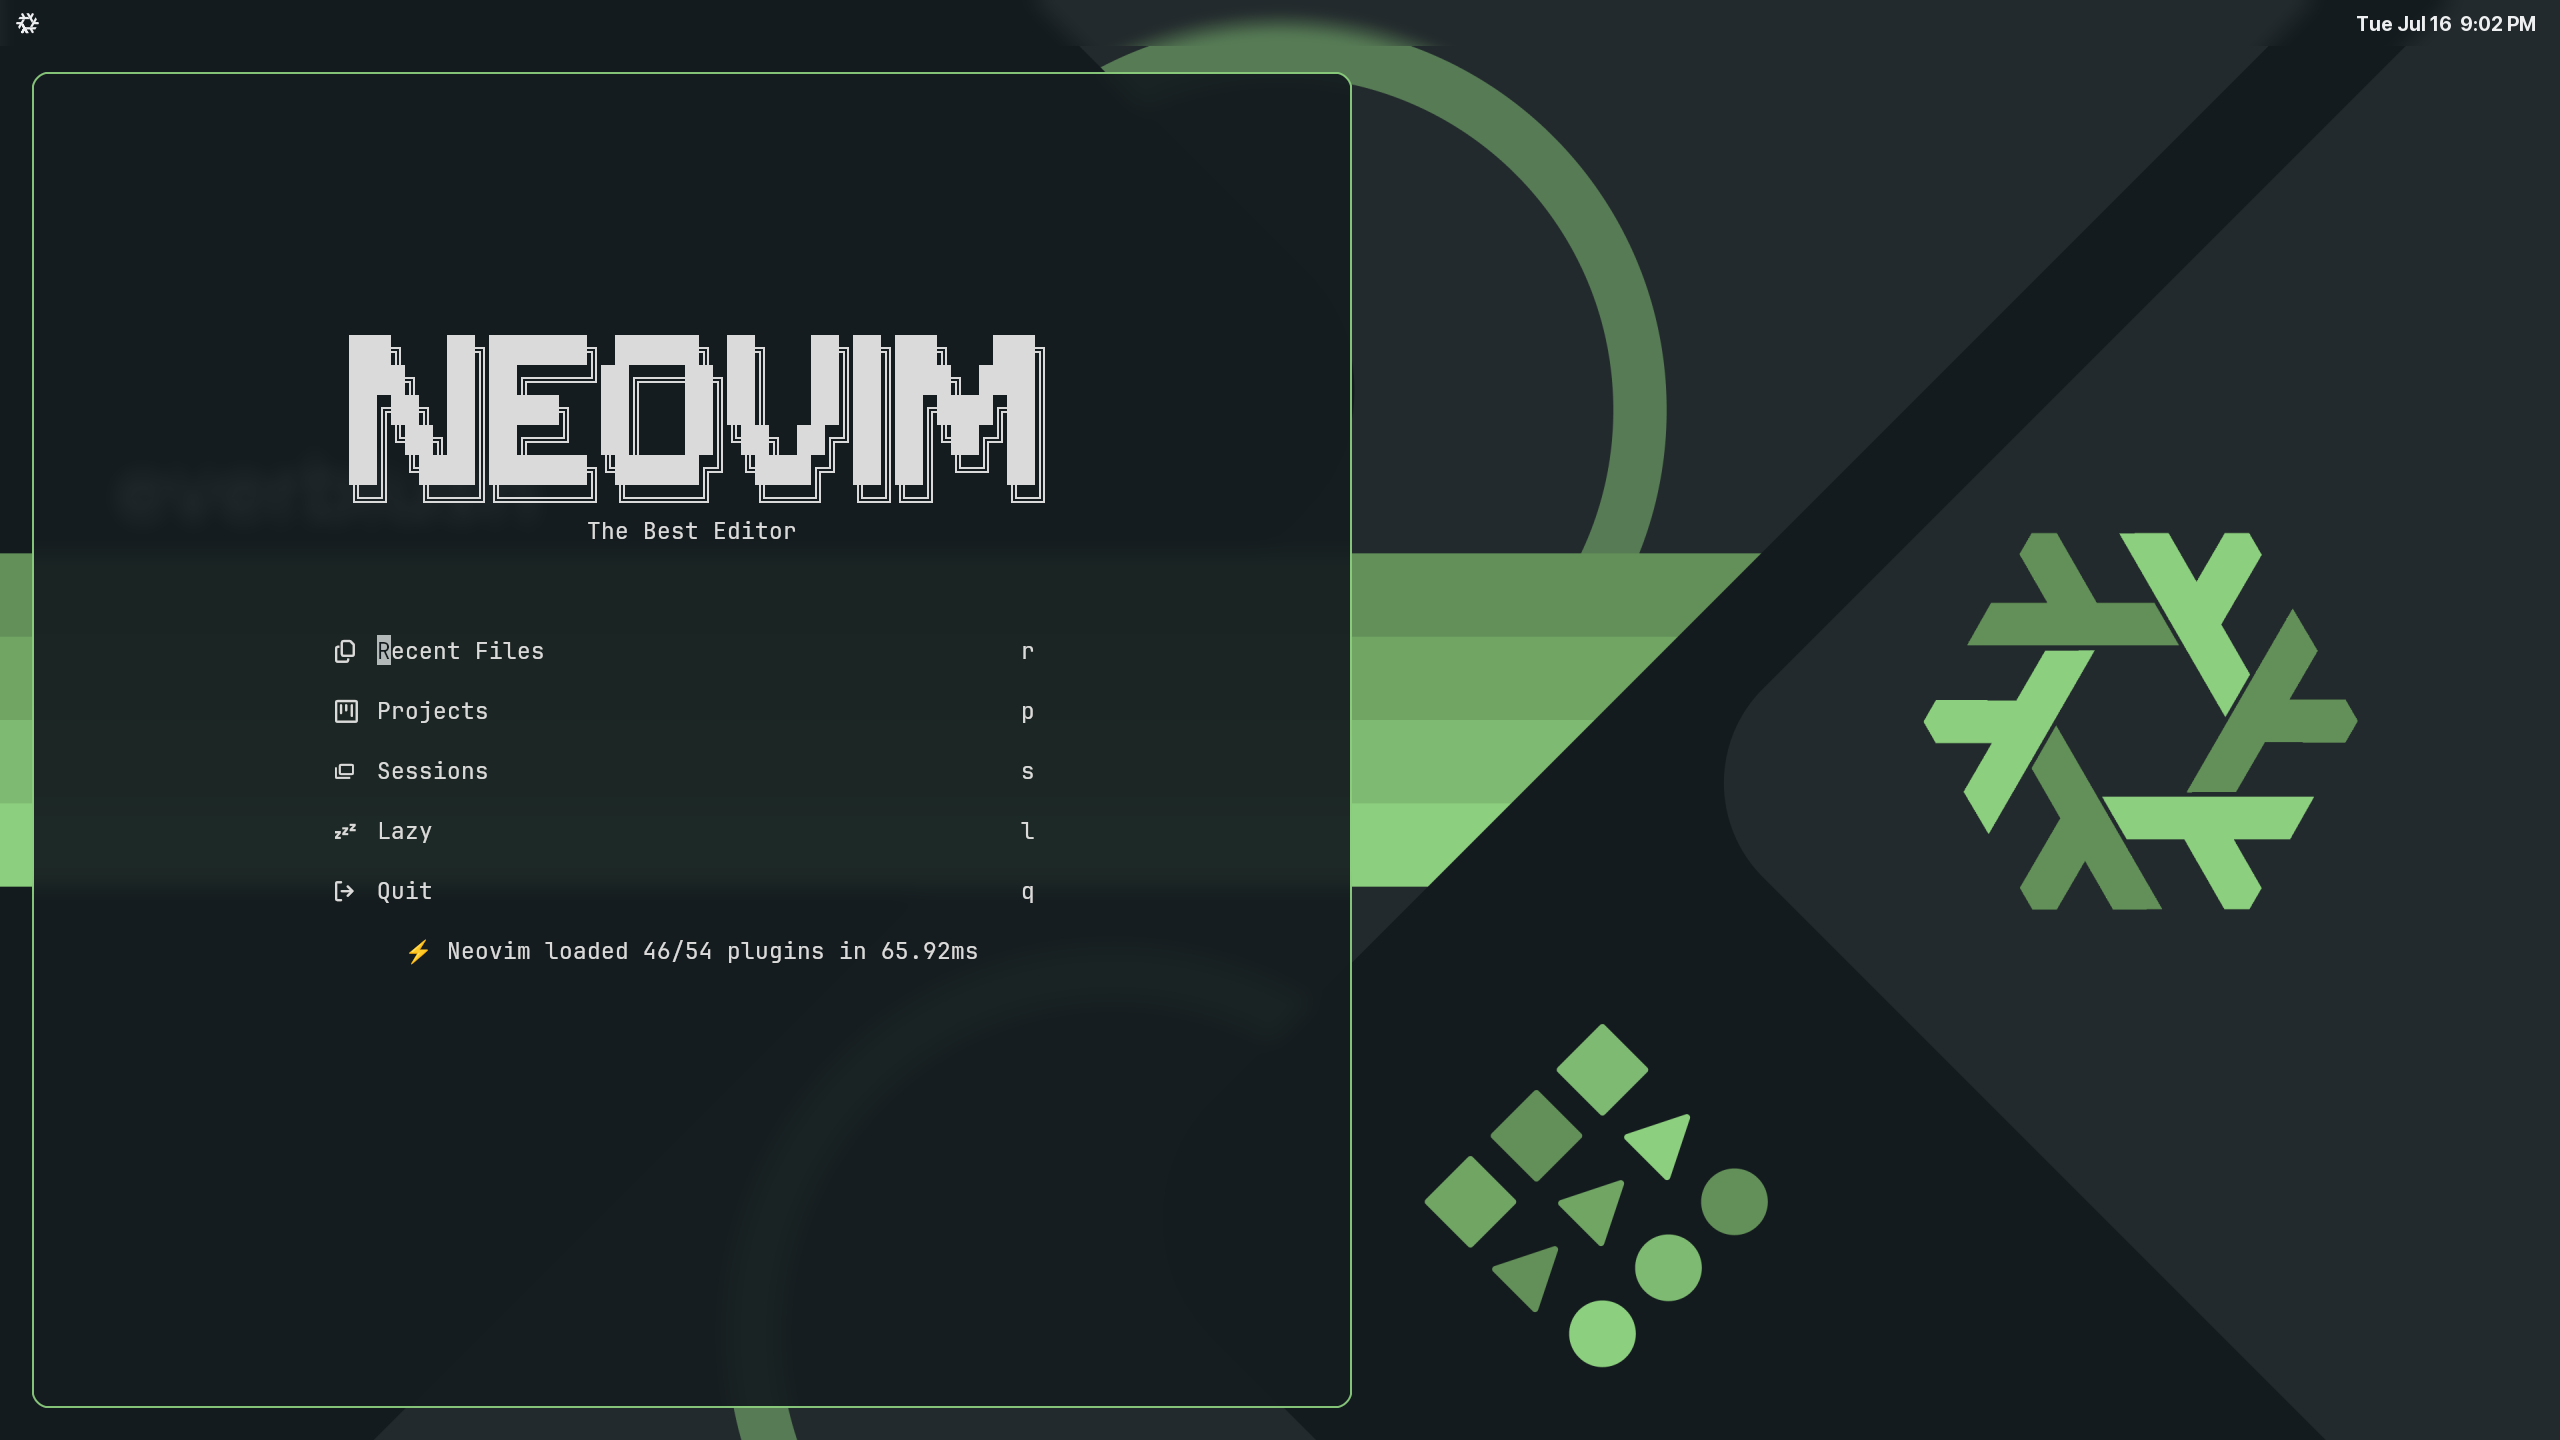 Tue Jul 16 9:02 PM
NEOVIM
The Best Editor
Recent Files r
Projects p
Sessions s
zzz Lazy l
Quit q
⚡ Neovim loaded 46/54 plugins in 65.92ms